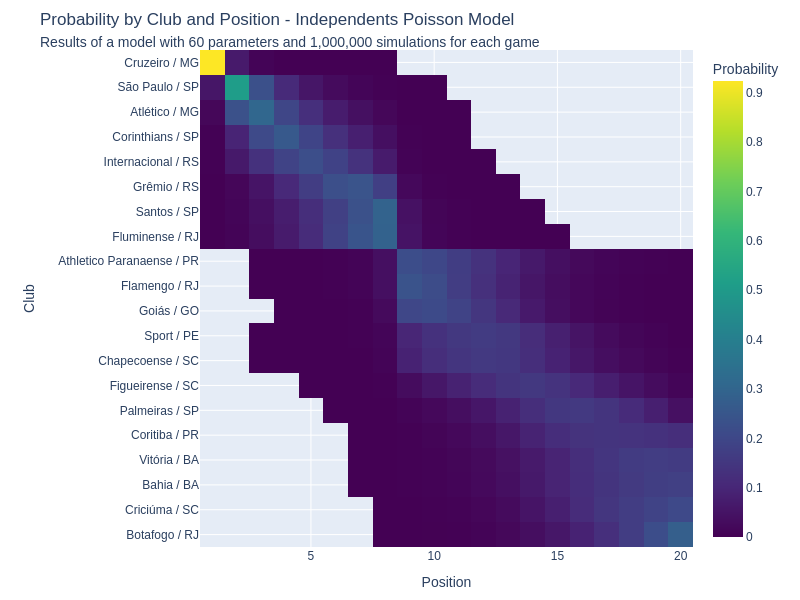 Probability by Club and Position - Independents Poisson Model
Results of a model with 60 parameters and 1,000,000 simulations for each game
Probability
Cruzeiro / MG
São Paulo / SP
Atlético / MG
Corinthians / SP
Internacional / RS
Grêmio / RS
Santos / SP
Fluminense / RJ
Athletico Paranaense / PR
Flamengo / RJ
Goiás / GO
Sport / PE
Chapecoense / SC
Figueirense / SC
Palmeiras / SP
Coritiba / PR
Vitória / BA
Bahia / BA
Criciúma / SC
Botafogo / RJ
Club
5 10 15 20
Position
0.9
0.8
0.7
0.6
0.5
0.4
0.3
0.2
0.1
0